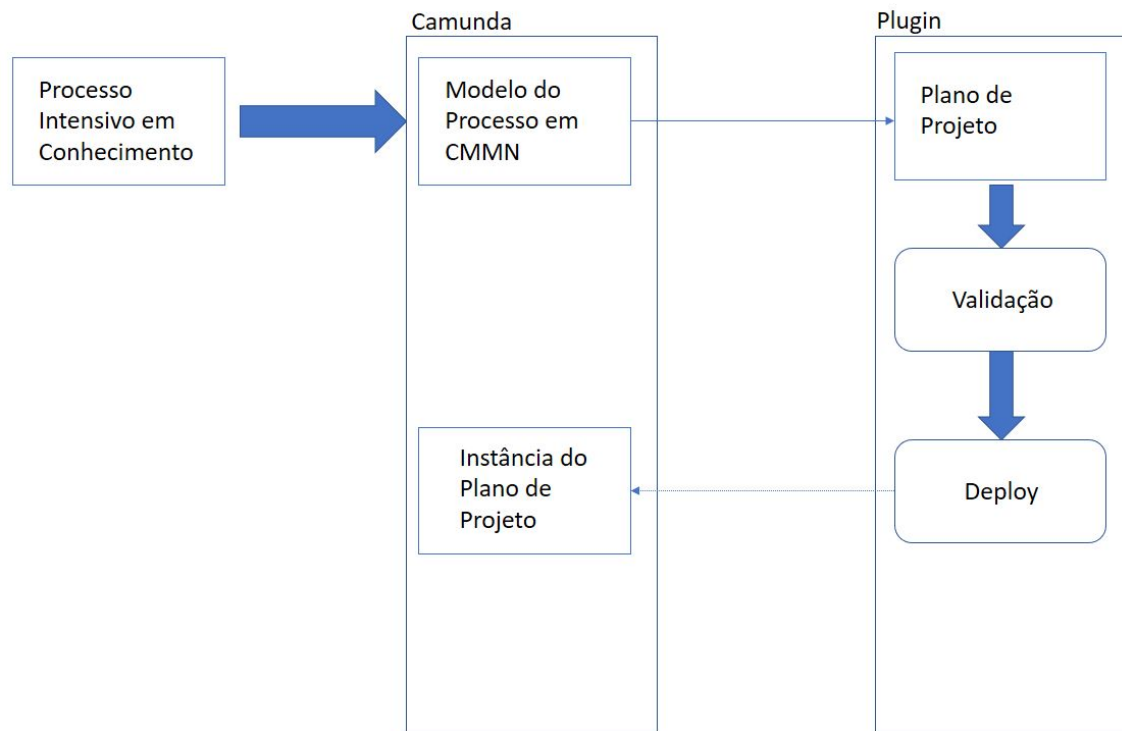 Camunda
Plugin
Processo
Intensivo em
Conhecimento
Modelo do
Processo em
CMMN
Plano de
Projeto
Validação
Instância do
Plano de
Projeto
Deploy